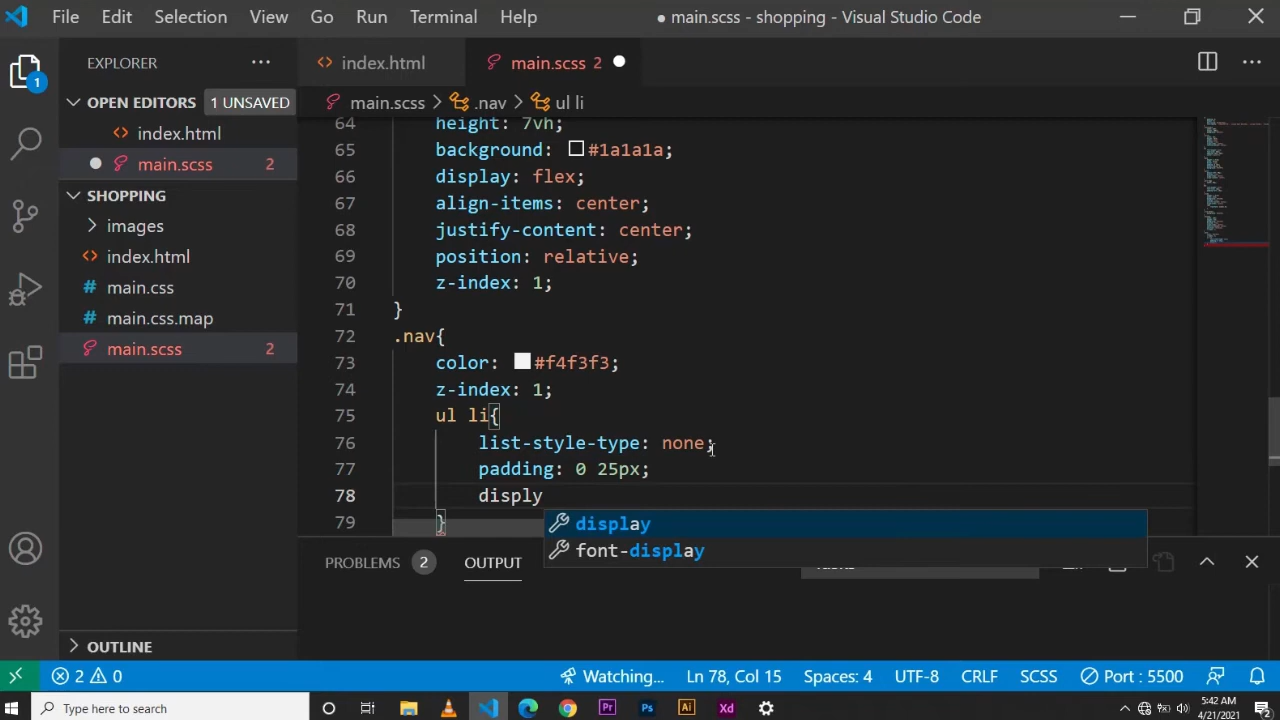 File Edit Selection View Go Run Terminal Help ● main.scss - shopping - Visual Studio Code
EXPLORER
index.html
main.scss 2
OPEN EDITORS 1 UNSAVED
main.scss > .nav > ul li
index.html
main.scss 2
SHOPPING
images
index.html
main.css
main.css.map
main.scss 2
OUTLINE
1
64 height: 7vh;
65 background: #1a1a1a;
66 display: flex;
67 align-items: center;
68 justify-content: center;
69 position: relative;
70 z-index: 1;
71 }
72 .nav{
73 color: #f4f3f3;
74 z-index: 1;
75 ul li{
76 list-style-type: none;
77 padding: 0 25px;
78 disply
79 }
display
font-display
PROBLEMS 2 OUTPUT
2 0 Watching... Ln 78, Col 15 Spaces: 4 UTF-8 CRLF SCSS Port : 5500
Type here to search
Pr Ps Ai Xd
5:42 AM
4/21/2021